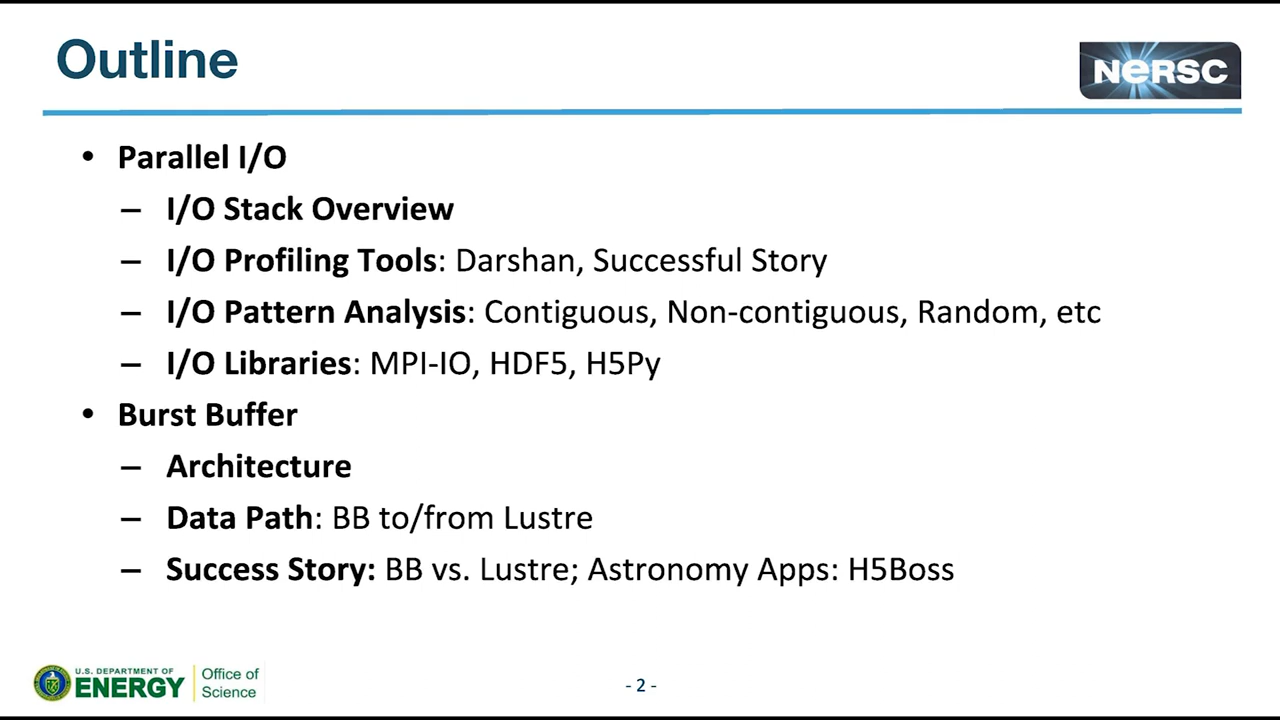 Outline
NERSC
• Parallel I/O
– I/O Stack Overview
– I/O Profiling Tools: Darshan, Successful Story
– I/O Pattern Analysis: Contiguous, Non-contiguous, Random, etc
– I/O Libraries: MPI-IO, HDF5, H5Py
• Burst Buffer
– Architecture
– Data Path: BB to/from Lustre
– Success Story: BB vs. Lustre; Astronomy Apps: H5Boss
U.S. DEPARTMENT OF
ENERGY
Office of
Science
- 2 -